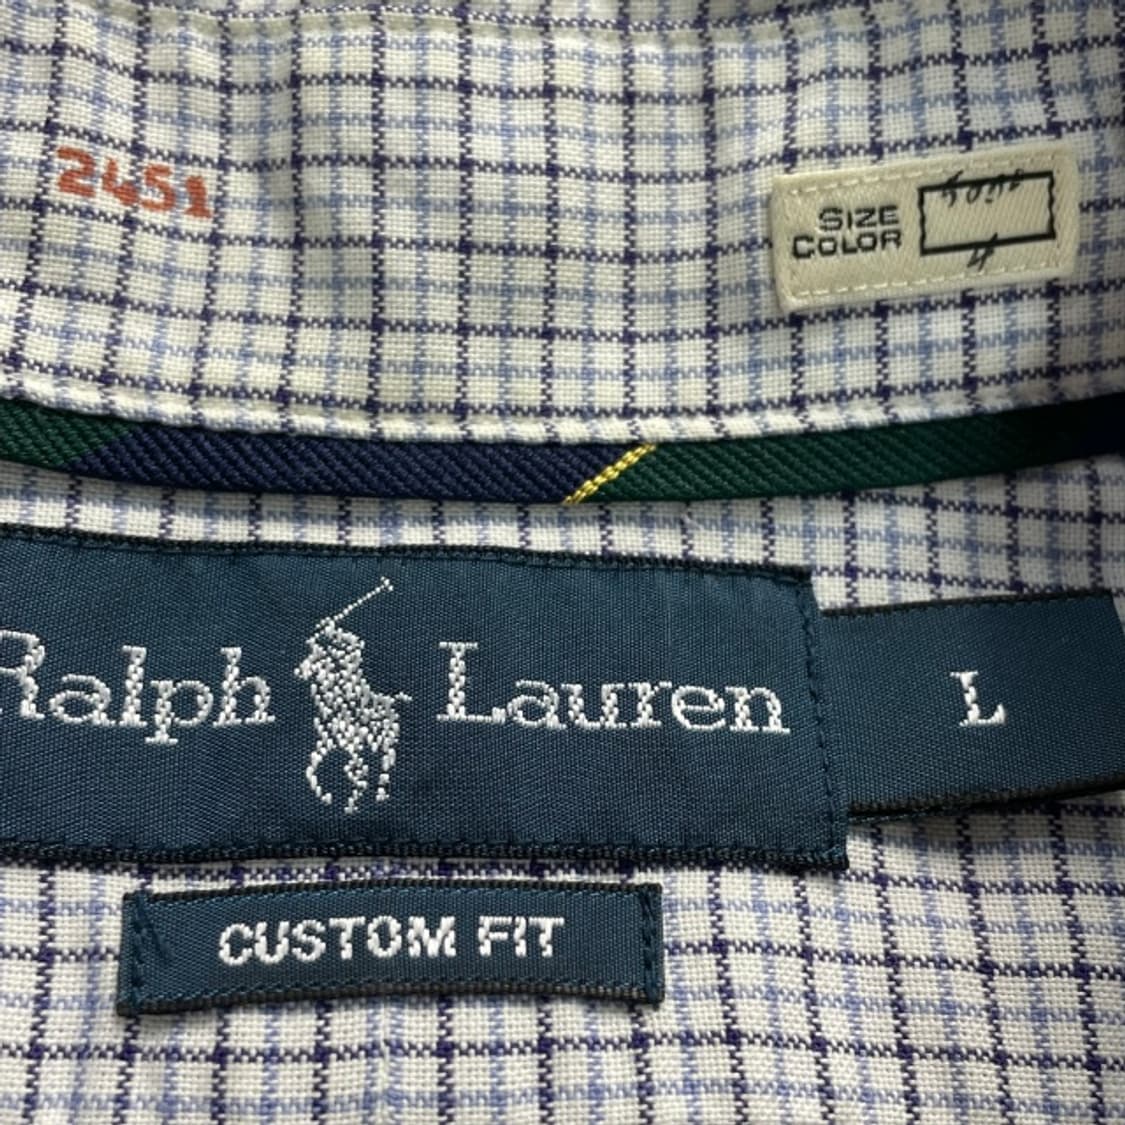 2451
SIZE
COLOR
Ralph Lauren
L
CUSTOM FIT